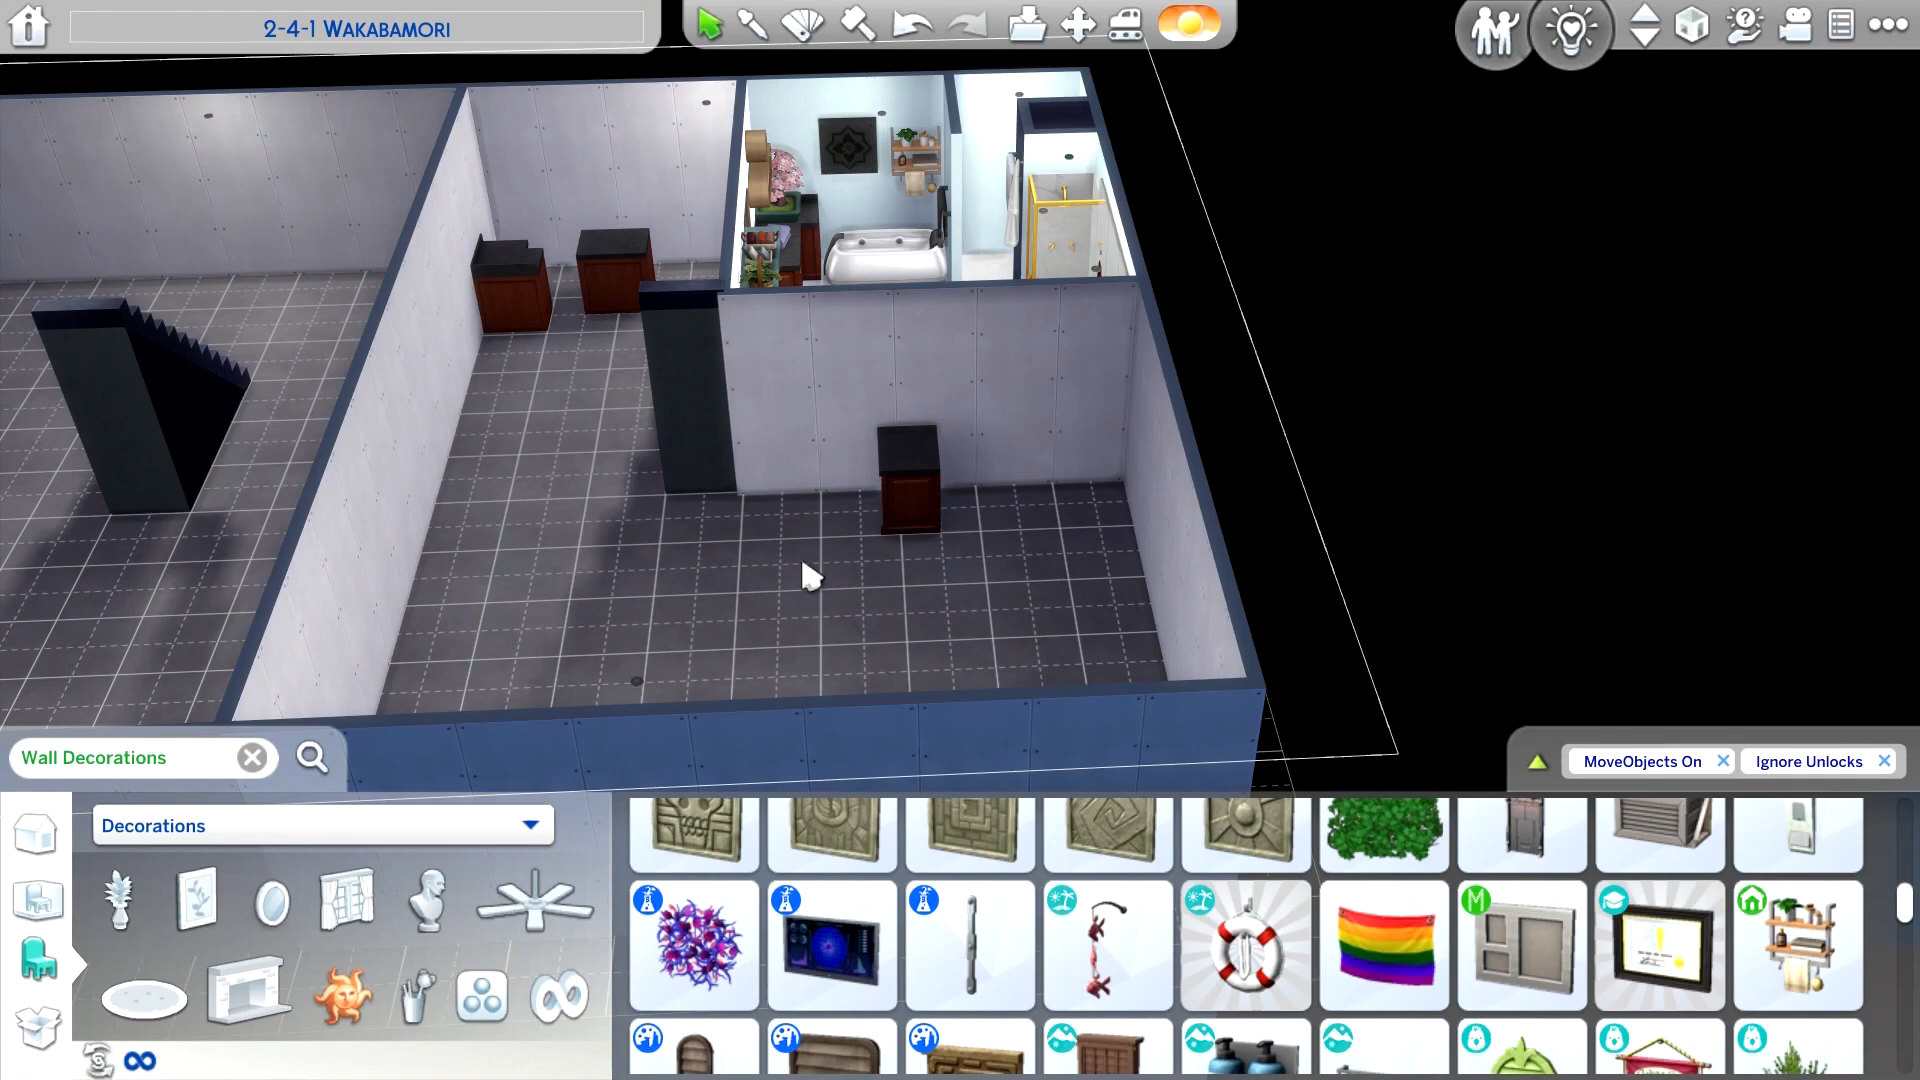 2-4-1 WAKABAMORI
Wall Decorations
MoveObjects On
Ignore Unlocks
Decorations